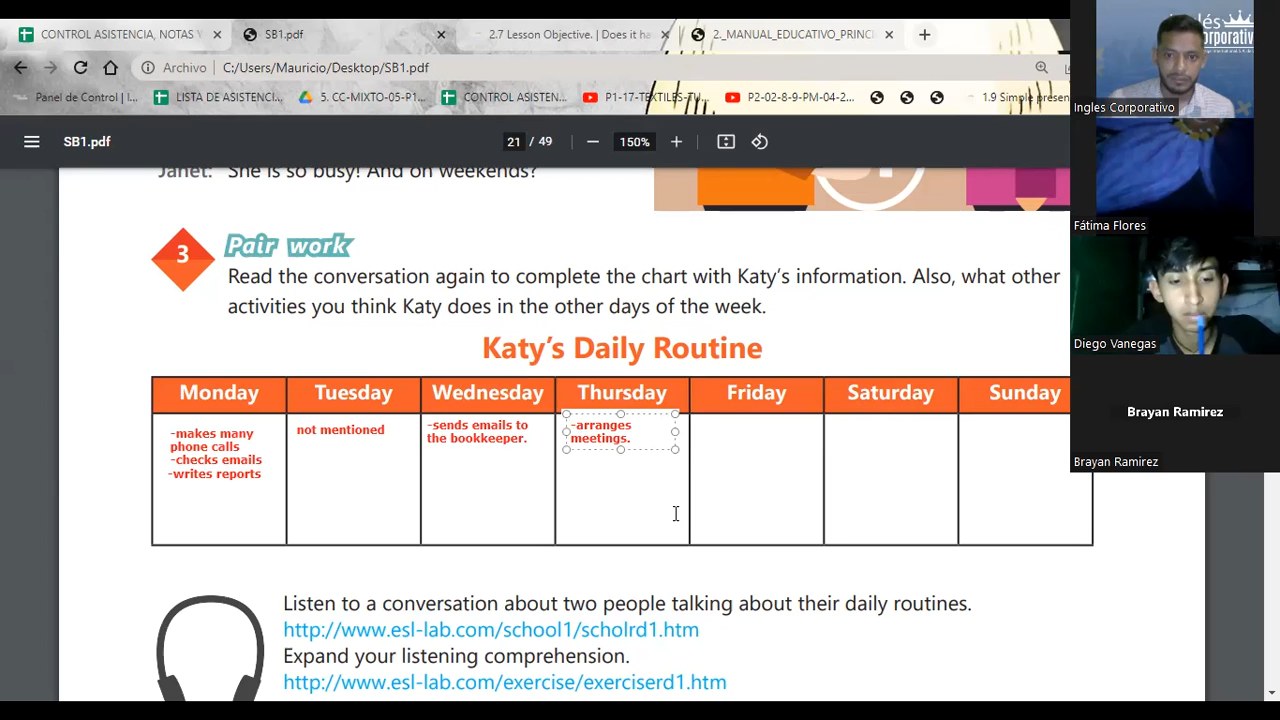 CONTROL ASISTENCIA, NOTAS Y
SB1.pdf
2.7 Lesson Objective. | Does it ha
2._MANUAL_EDUCATIVO_PRINCI
Archivo
C:/Users/Mauricio/Desktop/SB1.pdf
Panel de Control | I...
LISTA DE ASISTENCI...
5. CC-MIXTO-05-P1...
CONTROL ASISTEN...
P1-17-TEXTILES-TU...
P2-02-8-9-PM-04-2...
1.9 Simple presen
SB1.pdf
21 / 49
150%
Janet: She is so busy! And on weekends?
3
Pair work
Read the conversation again to complete the chart with Katy's information. Also, what other
activities you think Katy does in the other days of the week.
Katy's Daily Routine
Monday Tuesday Wednesday Thursday Friday Saturday Sunday
-makes many
phone calls
-checks emails
-writes reports
not mentioned
-sends emails to
the bookkeeper.
-arranges
meetings.
Listen to a conversation about two people talking about their daily routines.
http://www.esl-lab.com/school1/scholrd1.htm
Expand your listening comprehension.
http://www.esl-lab.com/exercise/exerciserd1.htm
Ingles Corporativo
Fátima Flores
Diego Vanegas
Brayan Ramirez
Brayan Ramirez